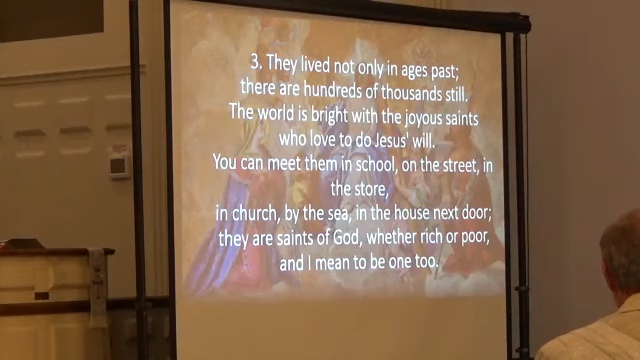 3. They lived not only in ages past;
there are hundreds of thousands still.
The world is bright with the joyous saints
who love to do Jesus' will.
You can meet them in school, on the street, in
the store,
in church, by the sea, in the house next door;
they are saints of God, whether rich or poor,
and I mean to be one too.